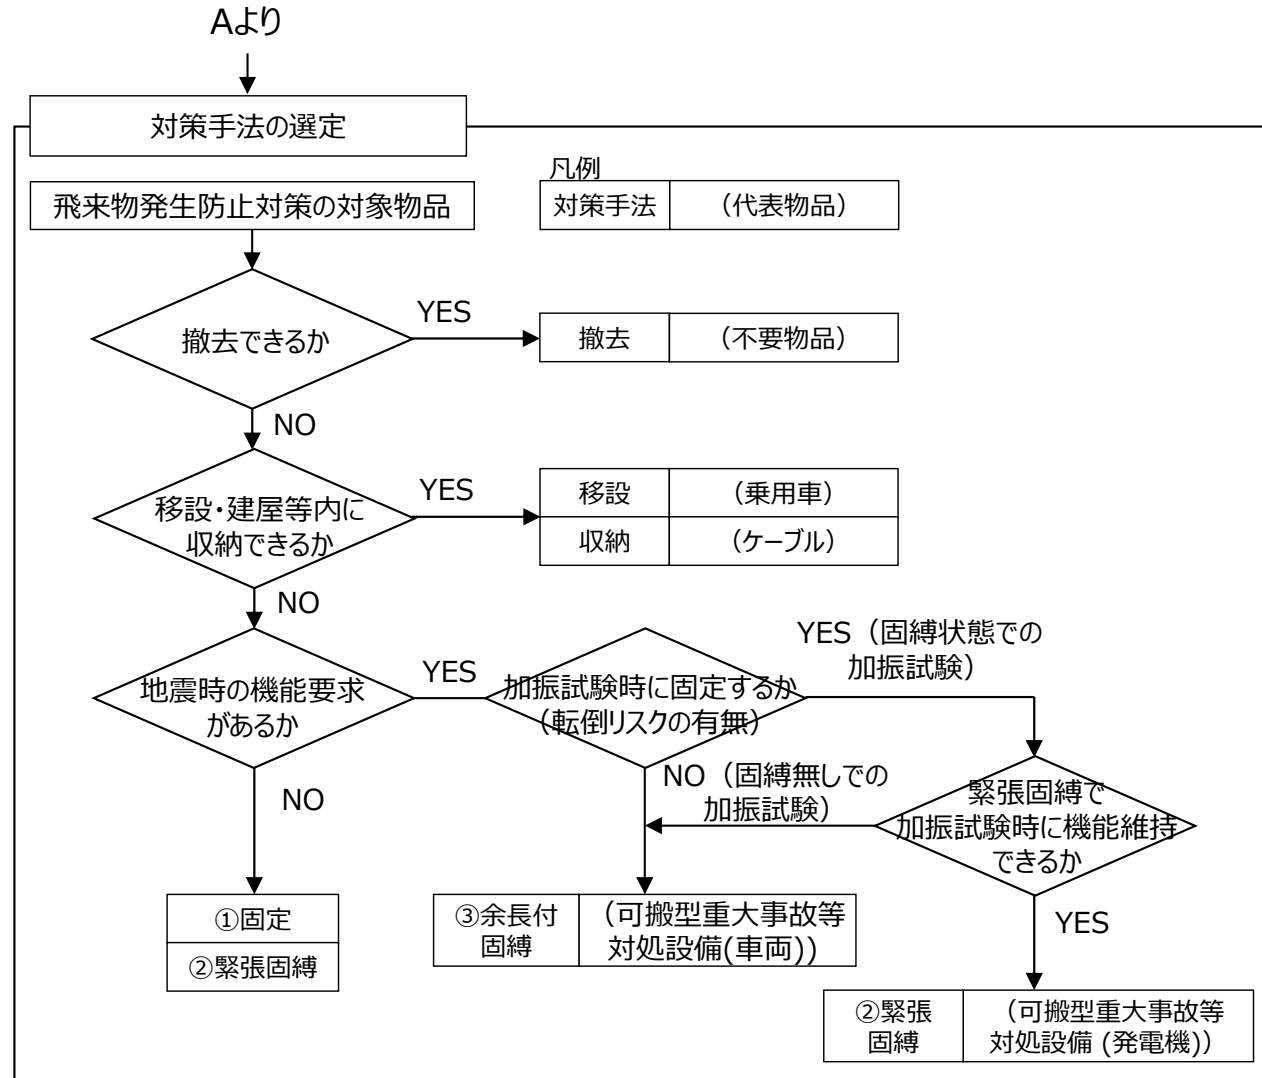 Aより
対策手法の選定
凡例
飛来物発生防止対策の対象物品
対策手法 （代表物品）
撤去できるか
YES
撤去 （不要物品）
NO
移設・建屋等内に
収納できるか
YES
移設 （乗用車）
収納 （ケーブル）
NO
地震時の機能要求
があるか
YES
加振試験時に固定するか
（転倒リスクの有無）
YES（固縛状態での
加振試験）
NO
NO（固縛無しでの
加振試験）
緊張固縛で
加振試験時に機能維持
できるか
①固定
②緊張固縛
③余長付
固縛
（可搬型重大事故等
対処設備(車両)）
YES
②緊張
固縛
（可搬型重大事故等
対処設備 (発電機)）